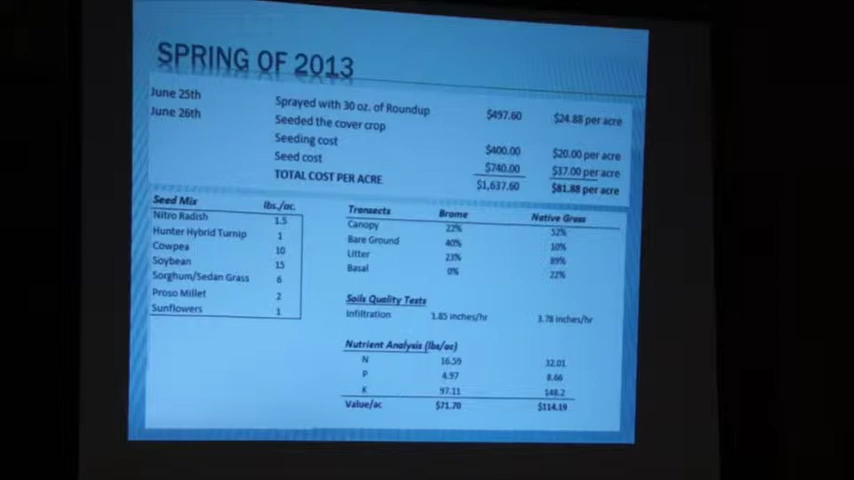 SPRING OF 2013
June 25th Sprayed with 30 oz. of Roundup $497.60 $24.88 per acre
June 26th Seeded the cover crop
Seeding cost $400.00 $20.00 per acre
Seed cost $740.00 $37.00 per acre
TOTAL COST PER ACRE $1,637.60 $81.88 per acre
Seed Mix lbs./ac.
Nitro Radish 1.5
Hunter Hybrid Turnip 1
Cowpea 10
Soybean 15
Sorghum/Sedan Grass 6
Proso Millet 2
Sunflowers 1
Transects Brome Native Grass
Canopy 22% 52%
Bare Ground 40% 10%
Litter 23% 89%
Basal 0% 22%
Soils Quality Tests
Infiltration 1.85 inches/hr 3.78 inches/hr
Nutrient Analysis (lbs/ac)
N 16.59 32.01
P 4.97 8.66
K 97.11 148.2
Value/ac $71.70 $114.19